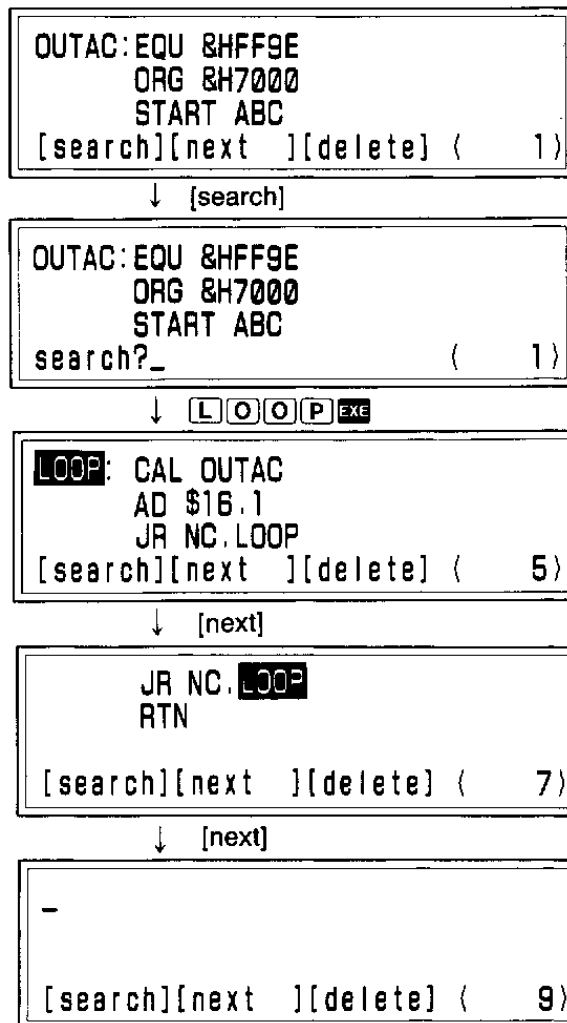 OUTAC:EQU &HFF9E
ORG &H7000
START ABC
[search][next ][delete] ( 1)
↓ [search]
OUTAC:EQU &HFF9E
ORG &H7000
START ABC
search?_ ( 1)
↓ L O O P EXE
LOOP: CAL OUTAC
AD $16,1
JR NC,LOOP
[search][next ][delete] ( 5)
↓ [next]
JR NC,LOOP
RTN
[search][next ][delete] ( 7)
↓ [next]
_
[search][next ][delete] ( 9)